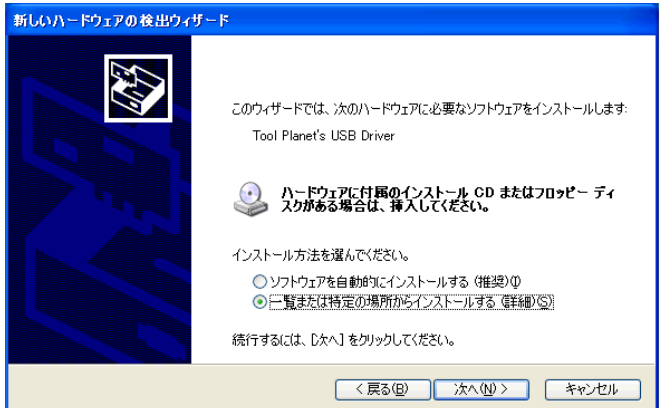 新しいハードウェアの検出ウィザード
このウィザードでは、次のハードウェアに必要なソフトウェアをインストールします:
Tool Planet's USB Driver
ハードウェアに付属のインストール CD またはフロッピー ディ
スクがある場合は、挿入してください。
インストール方法を選んでください。
ソフトウェアを自動的にインストールする (推奨)(I)
一覧または特定の場所からインストールする (詳細)(S)
続行するには、[次へ] をクリックしてください。
< 戻る(B)
次へ(N) >
キャンセル